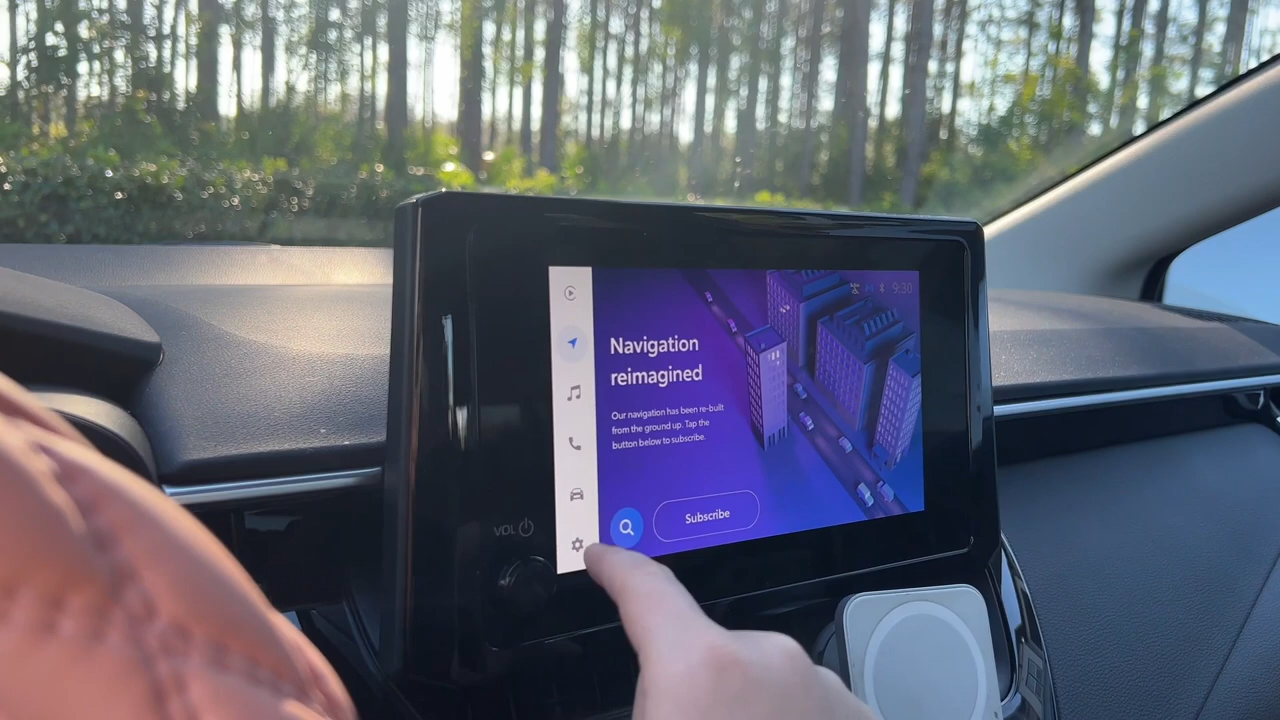 9:30
Navigation
reimagined
Our navigation has been re-built
from the ground up. Tap the
button below to subscribe.
Subscribe
VOL